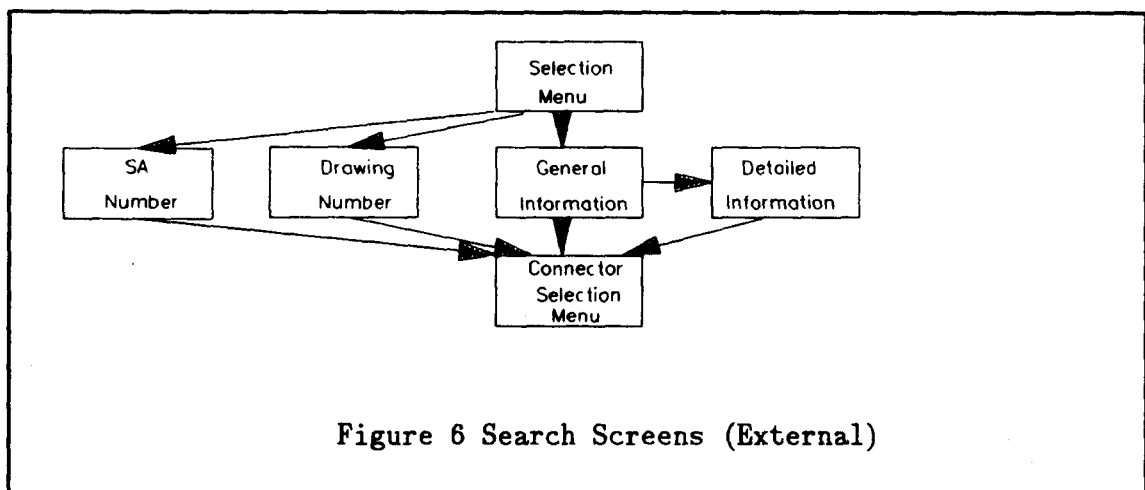 Selection
Menu
SA
Number
Drawing
Number
General
Information
Detailed
Information
Connector
Selection
Menu
Figure 6 Search Screens (External)